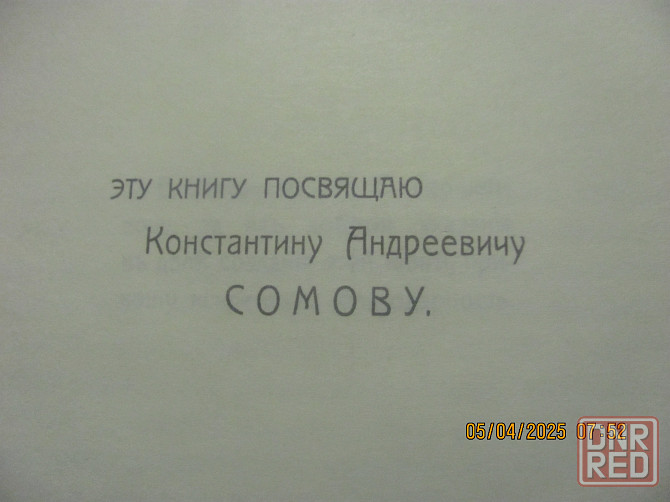 ЭТУ КНИГУ ПОСВЯЩАЮ
Константину Андреевичу
СОМОВУ.
05/04/2025 07:52
DNR
RED